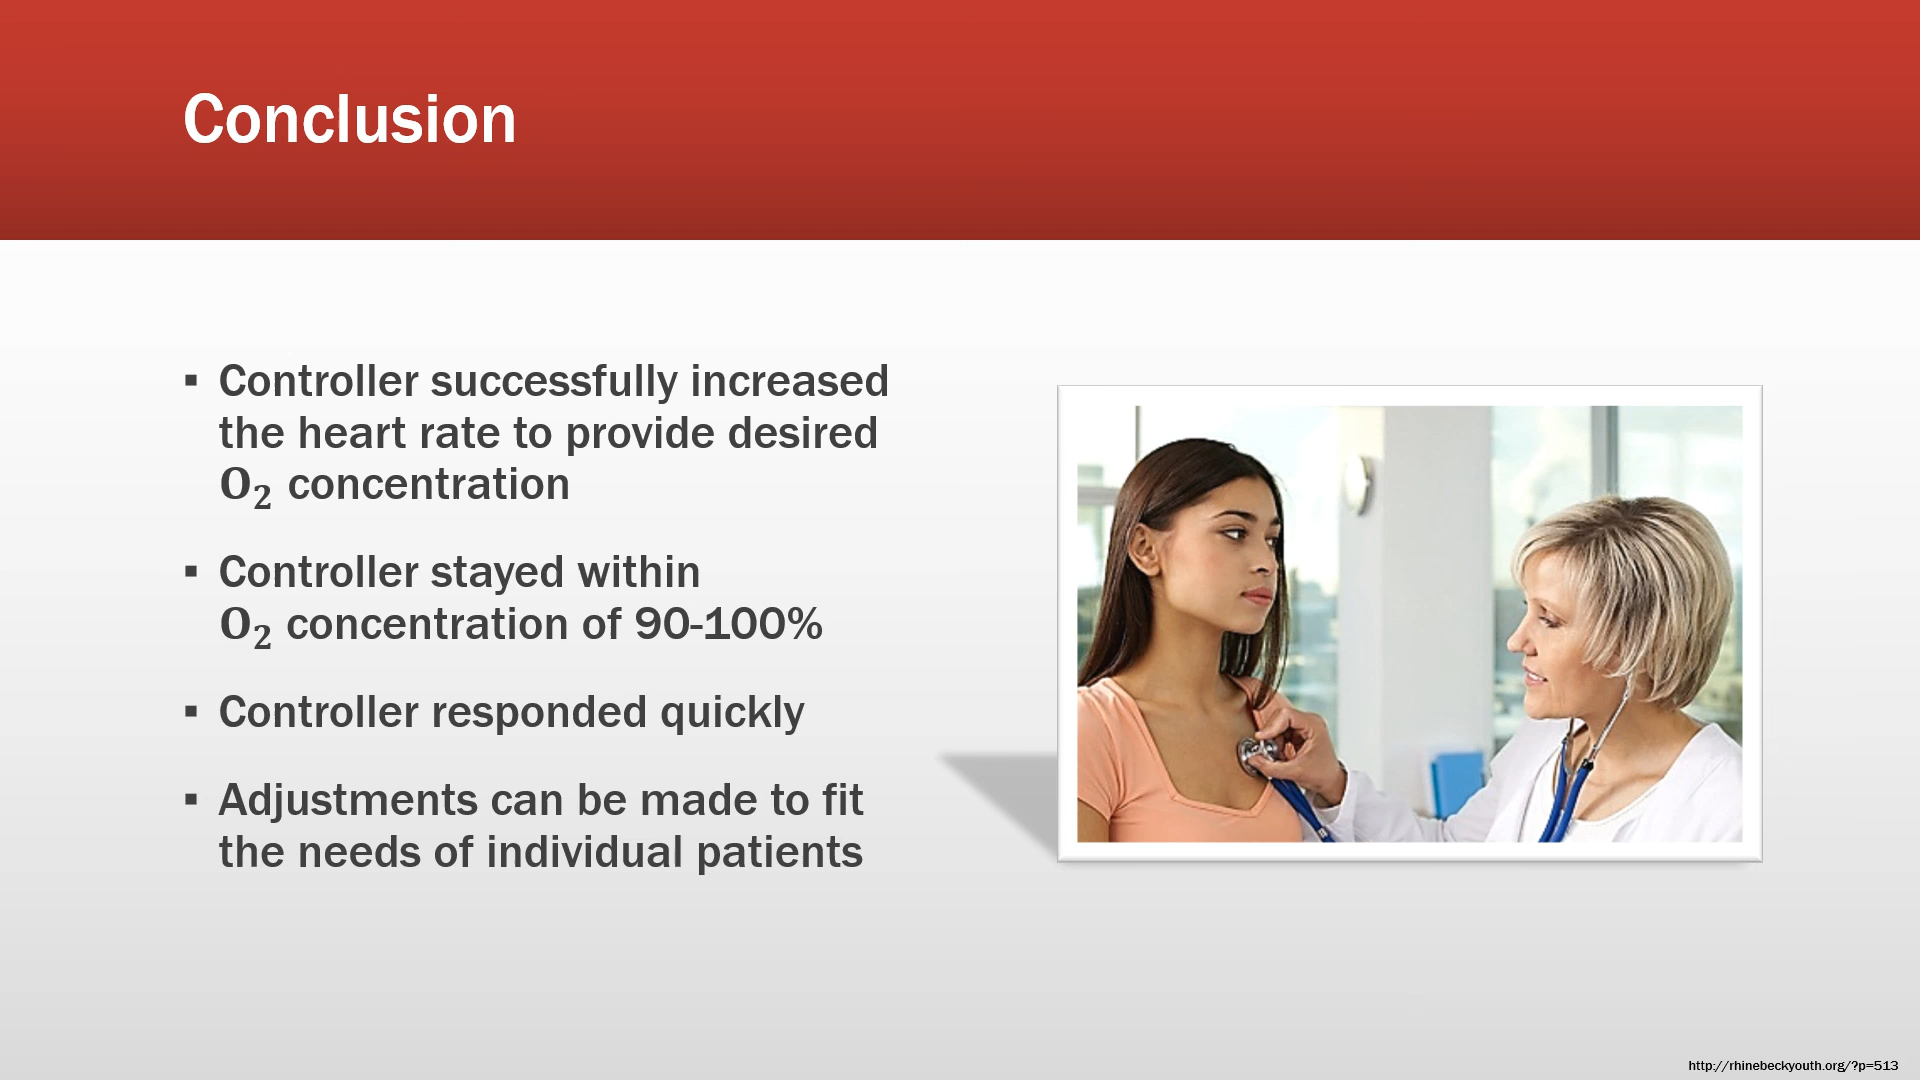 Conclusion
▪ Controller successfully increased
the heart rate to provide desired
O₂ concentration
▪ Controller stayed within
O₂ concentration of 90-100%
▪ Controller responded quickly
▪ Adjustments can be made to fit
the needs of individual patients
http://rhinebeckyouth.org/?p=513